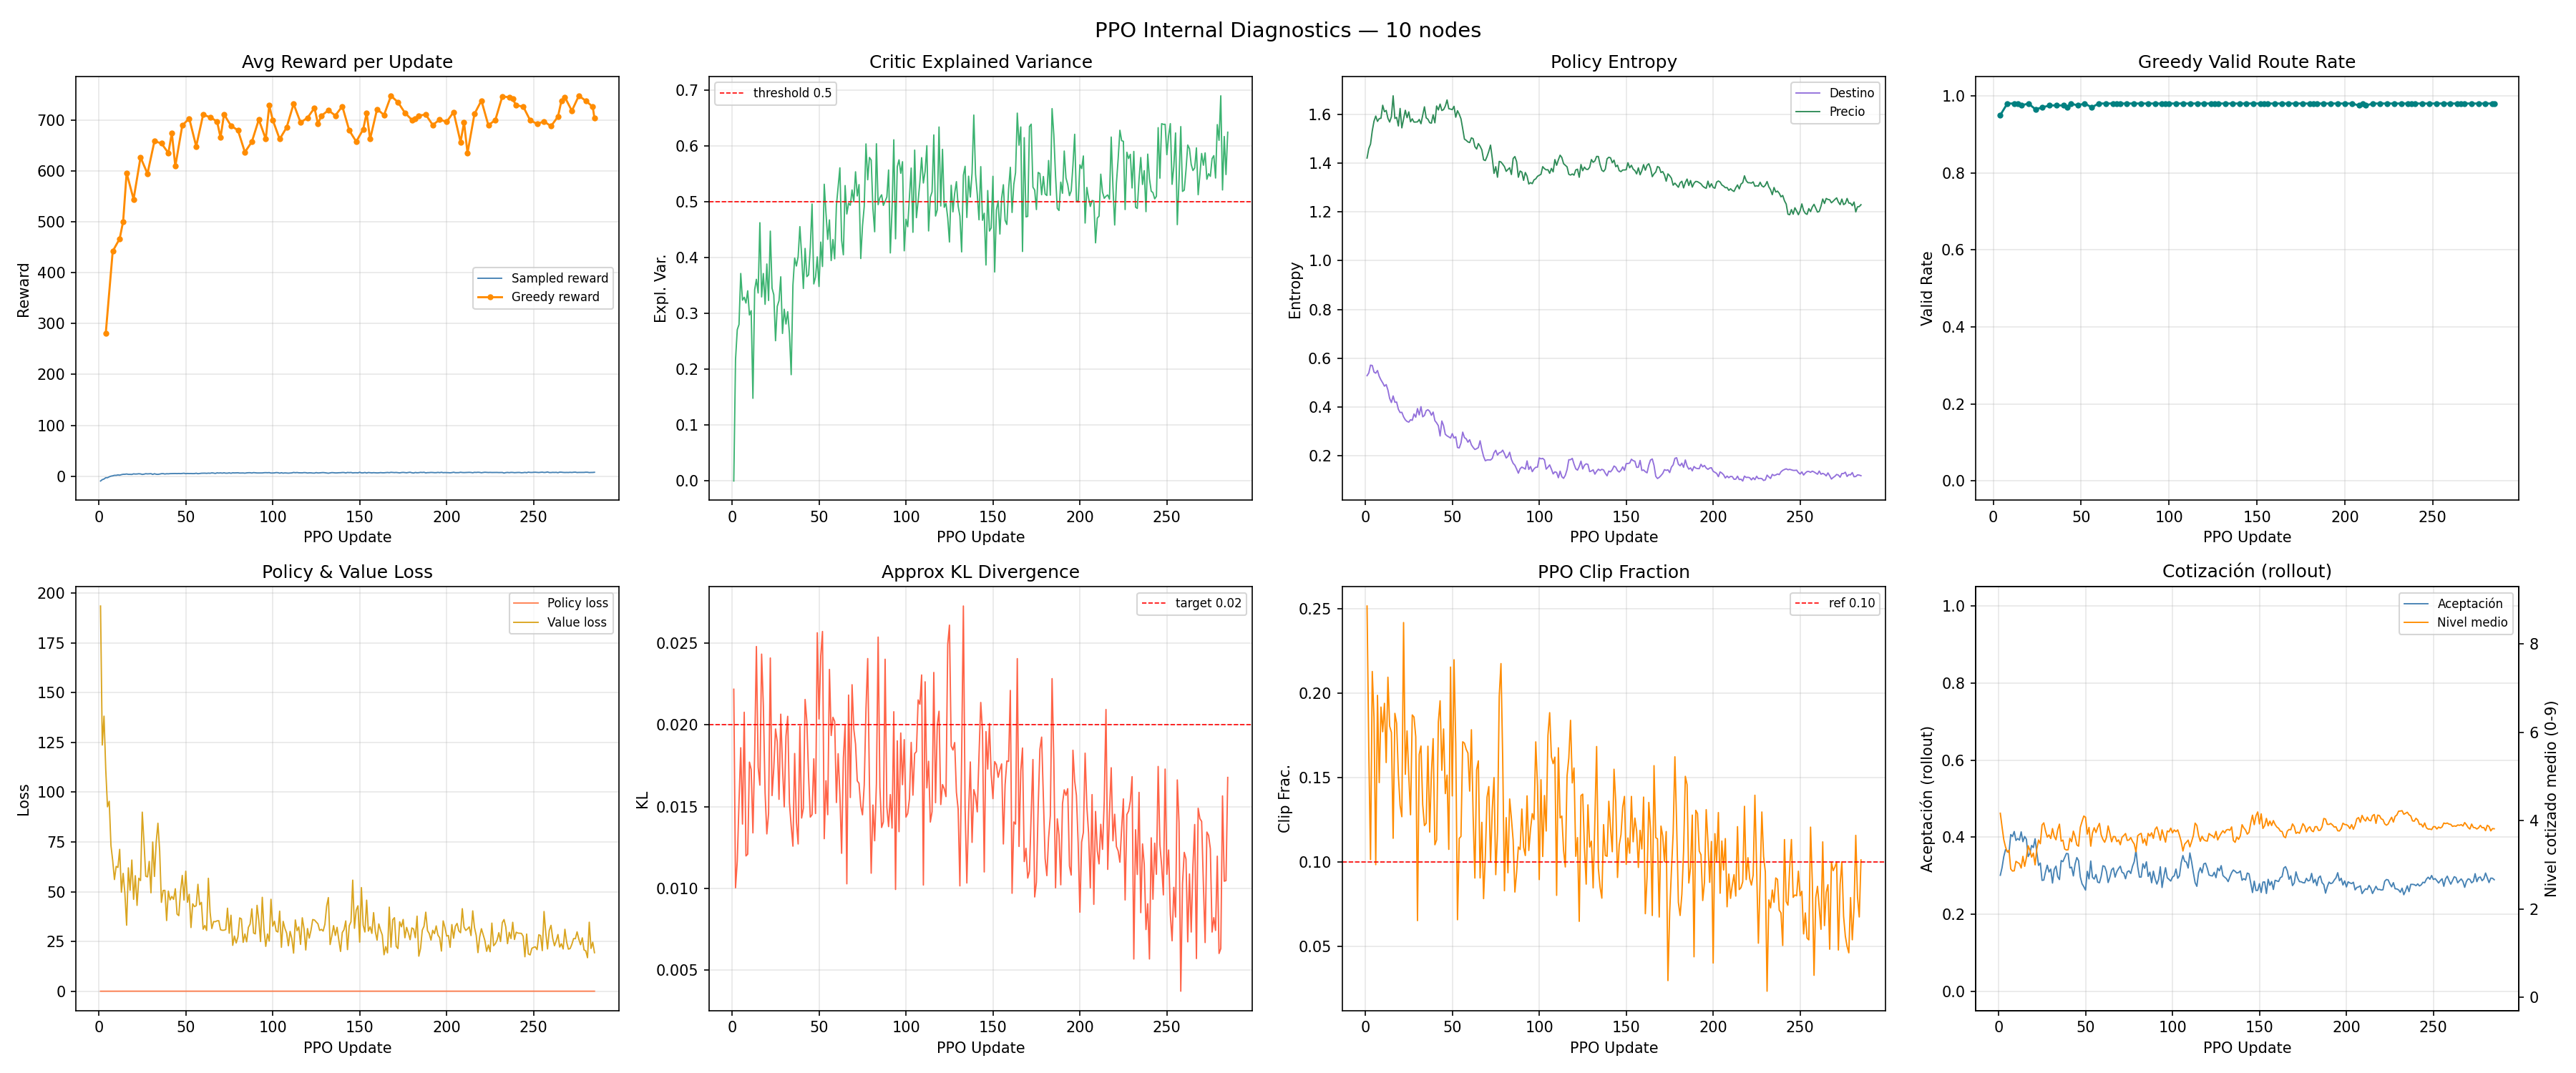 PPO Internal Diagnostics — 10 nodes
Avg Reward per Update
Reward
700
600
500
400
300
200
100
0
Sampled reward
Greedy reward
0 50 100 150 200 250
PPO Update
Critic Explained Variance
Expl. Var.
0.7
0.6
0.5
0.4
0.3
0.2
0.1
0.0
threshold 0.5
0 50 100 150 200 250
PPO Update
Policy Entropy
Entropy
1.6
1.4
1.2
1.0
0.8
0.6
0.4
0.2
Destino
Precio
0 50 100 150 200 250
PPO Update
Greedy Valid Route Rate
Valid Rate
1.0
0.8
0.6
0.4
0.2
0.0
0 50 100 150 200 250
PPO Update
Policy & Value Loss
Loss
200
175
150
125
100
75
50
25
0
Policy loss
Value loss
0 50 100 150 200 250
PPO Update
Approx KL Divergence
KL
0.025
0.020
0.015
0.010
0.005
target 0.02
0 50 100 150 200 250
PPO Update
PPO Clip Fraction
Clip Frac.
0.25
0.20
0.15
0.10
0.05
ref 0.10
0 50 100 150 200 250
PPO Update
Cotización (rollout)
Aceptación (rollout)
1.0
0.8
0.6
0.4
0.2
0.0
Aceptación
Nivel medio
8
6
4
2
0
Nivel cotizado medio (0-9)
0 50 100 150 200 250
PPO Update